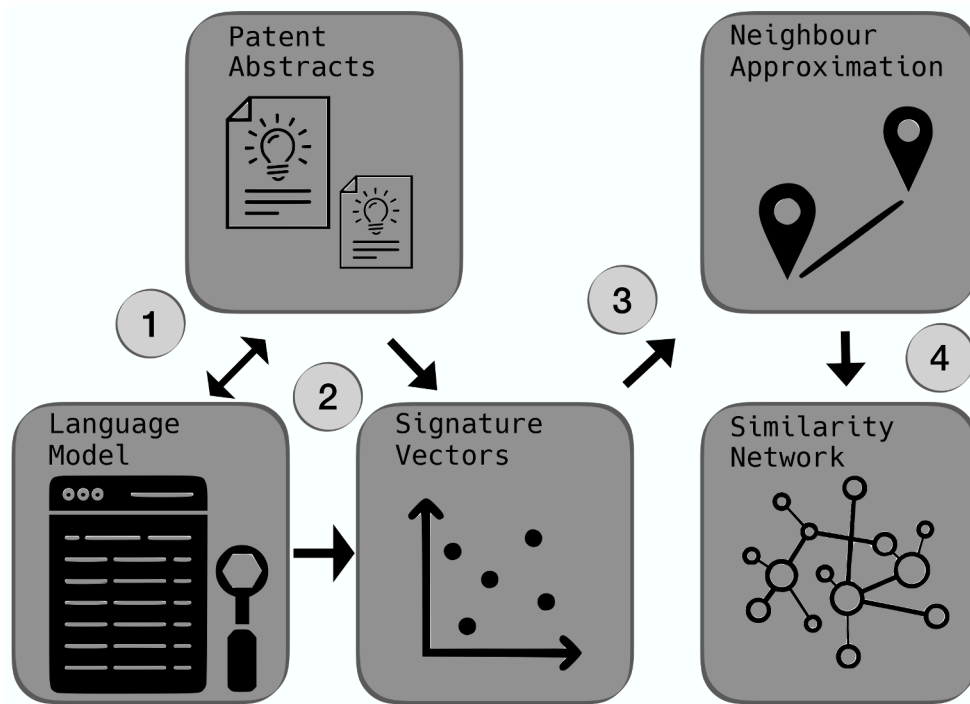 Patent
Abstracts
Neighbour
Approximation
1
3
4
2
Language
Model
Signature
Vectors
Similarity
Network